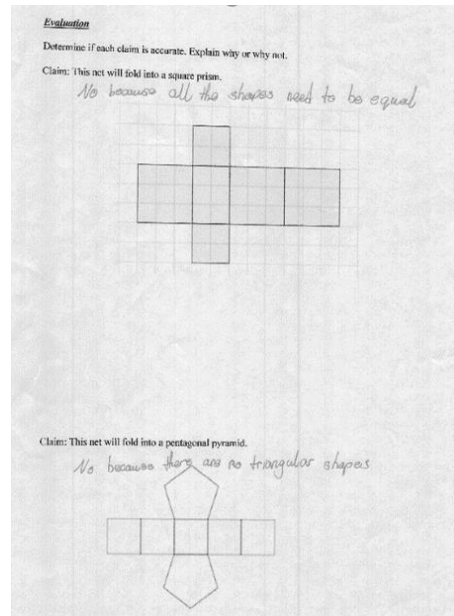 Evaluation
Determine if each claim is accurate. Explain why or why not.
Claim: This net will fold into a square prism.
No because all the shapes need to be equal
Claim: This net will fold into a pentagonal pyramid.
No because there are no triangular shapes